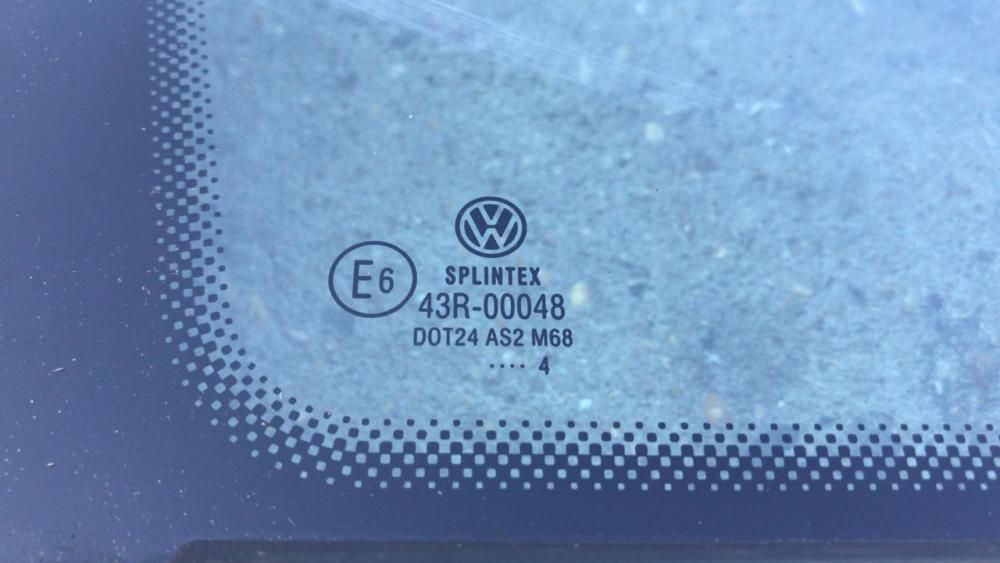 VW
E6
SPLINTEX
43R-00048
DOT24 AS2 M68
.... 4